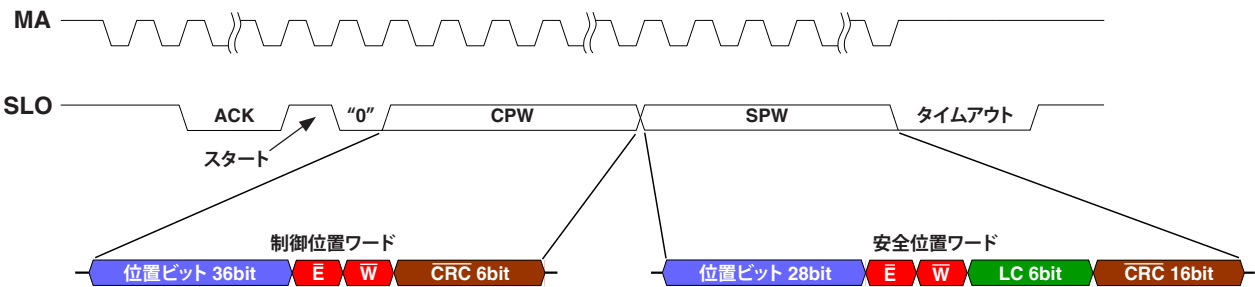 MA
SLO
ACK
スタート
“0”
CPW
SPW
タイムアウト
制御位置ワード
位置ビット 36bit
E̅
W̅
C̅R̅C̅ 6bit
安全位置ワード
位置ビット 28bit
E̅
W̅
LC 6bit
C̅R̅C̅ 16bit